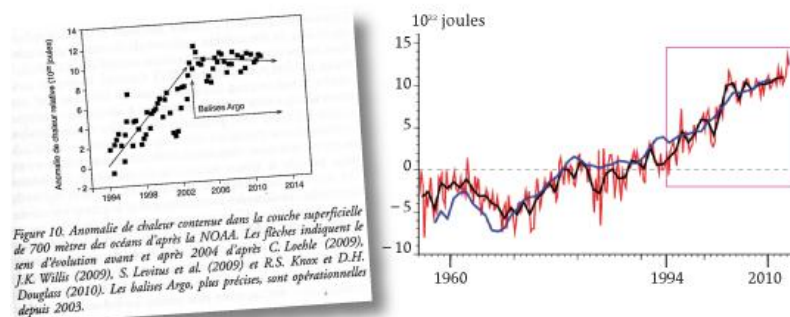 Anomalie de chaleur relative (10²² joules)
14
12
10
8
6
4
2
0
- 2
Balises Argo
1994 1998 2002 2006 2010 2014
Figure 10. Anomalie de chaleur contenue dans la couche superficielle
de 700 mètres des océans d'après la NOAA. Les flèches indiquent le
sens d'évolution avant et après 2004 d'après C. Loehle (2009),
J.K. Willis (2009), S. Levitus et al. (2009) et R.S. Knox et D.H.
Douglass (2010). Les balises Argo, plus précises, sont opérationnelles
depuis 2003.
10²² joules
15
10
5
0
– 5
– 10
1960 1994 2010